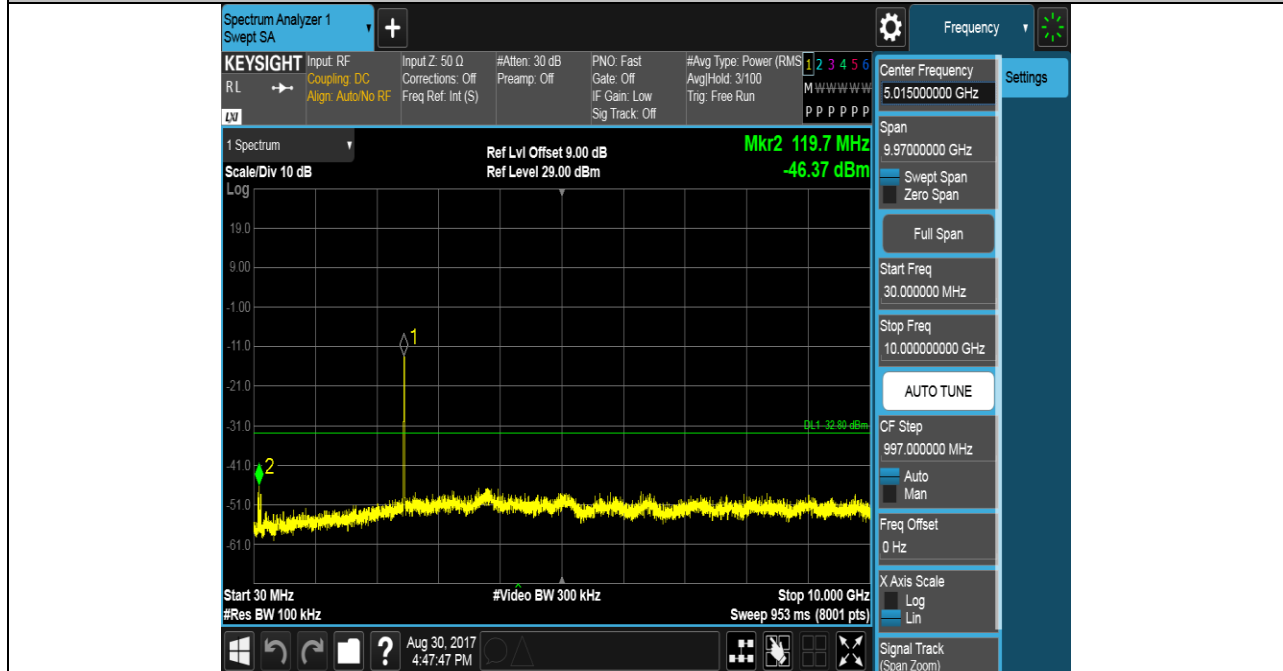 Spectrum Analyzer 1
Swept SA
+
Frequency
KEYSIGHT
RL
LXI
Input: RF
Coupling: DC
Align: Auto/No RF
Input Z: 50 Ω
Corrections: Off
Freq Ref: Int (S)
#Atten: 30 dB
Preamp: Off
PNO: Fast
Gate: Off
IF Gain: Low
Sig Track: Off
#Avg Type: Power (RMS
Avg|Hold: 3/100
Trig: Free Run
1 2 3 4 5 6
M W W W W W
P P P P P P
1 Spectrum
Scale/Div 10 dB
Log
Ref Lvl Offset 9.00 dB
Ref Level 29.00 dBm
Mkr2 119.7 MHz
-46.37 dBm
19.0
9.00
-1.00
-11.0
-21.0
-31.0
-41.0
-51.0
-61.0
1
2
DL1 -32.80 dBm
Start 30 MHz
#Res BW 100 kHz
#Video BW 300 kHz
Stop 10.000 GHz
Sweep 953 ms (8001 pts)
?
Aug 30, 2017
4:47:47 PM
Center Frequency
5.015000000 GHz
Settings
Span
9.97000000 GHz
Swept Span
Zero Span
Full Span
Start Freq
30.000000 MHz
Stop Freq
10.000000000 GHz
AUTO TUNE
CF Step
997.000000 MHz
Auto
Man
Freq Offset
0 Hz
X Axis Scale
Log
Lin
Signal Track
(Span Zoom)